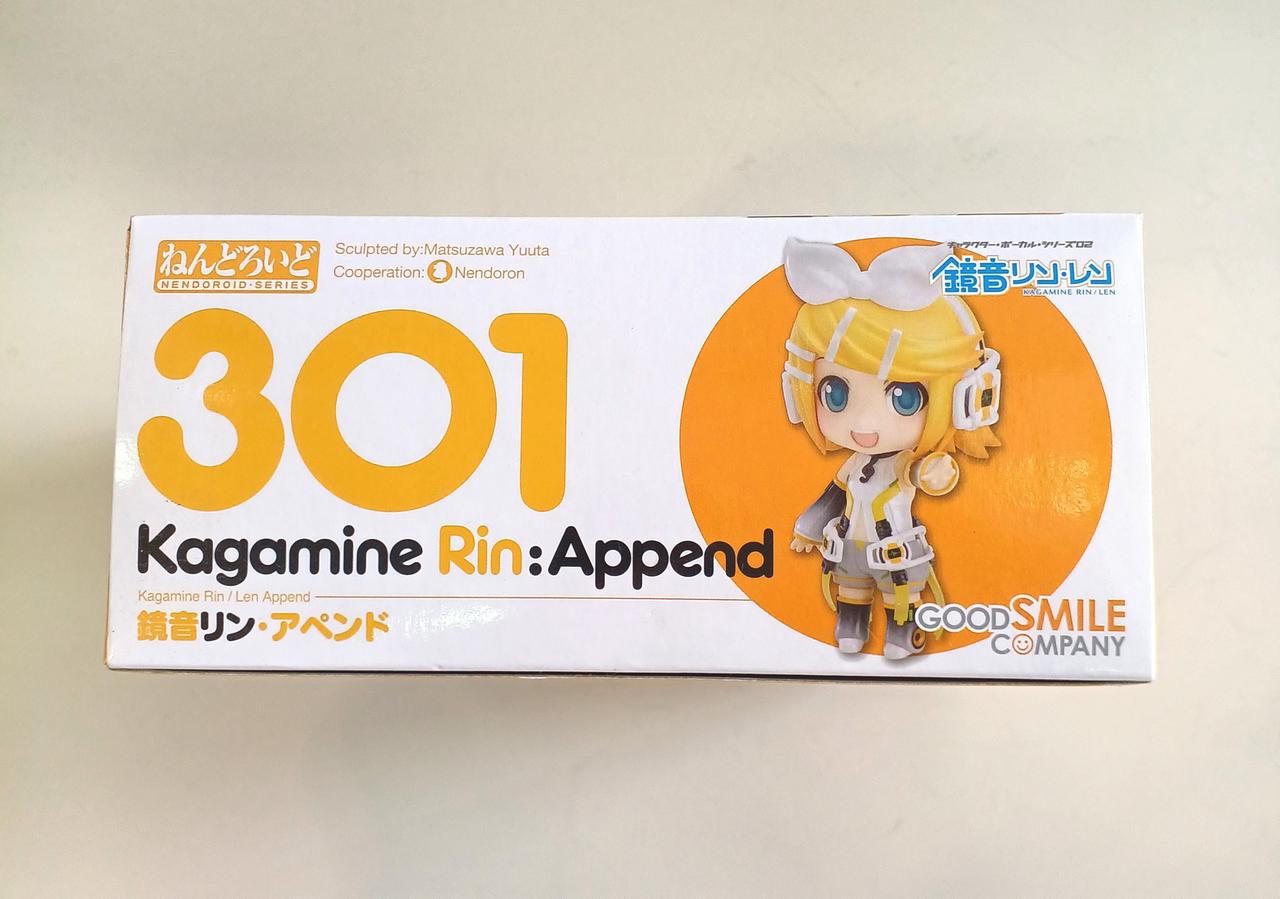 ねんどろいど
NENDOROID·SERIES
Sculpted by:Matsuzawa Yuuta
Cooperation: Nendoron
301
Kagamine Rin:Append
Kagamine Rin / Len Append
鏡音リン・アペンド
キャラクター・ボーカル・シリーズ02
鏡音リン・レン
KAGAMINE RIN/LEN
GOOD SMILE
COMPANY